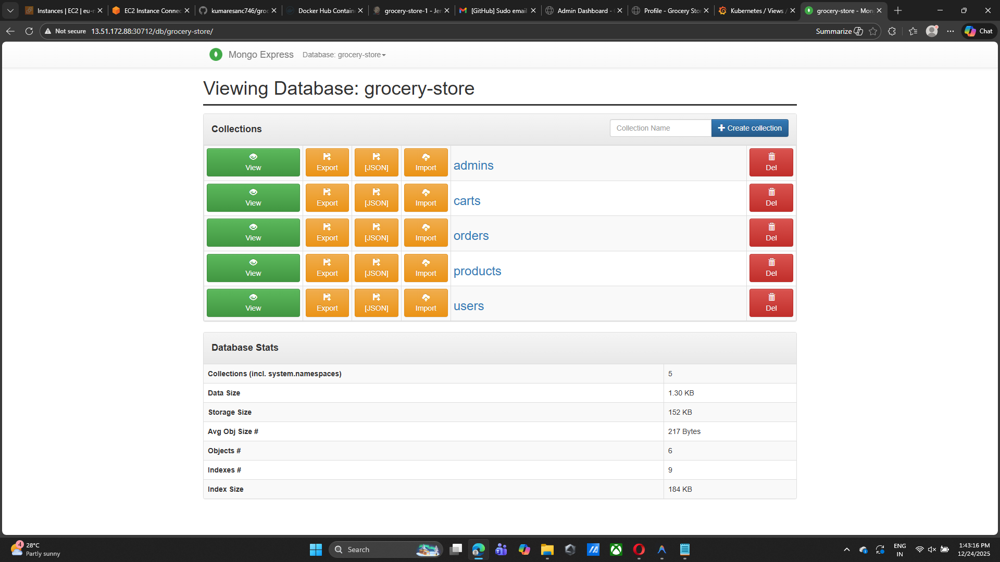 Instances | EC2 | eu-n
EC2 Instance Connec
kumaresanc746/groc
Docker Hub Contain
grocery-store-1 - Jen
[GitHub] Sudo email
Admin Dashboard - 
Profile - Grocery Stor
Kubernetes / Views /
grocery-store - Mon
Not secure 13.51.172.88:30712/db/grocery-store/
Summarize
Chat
Mongo Express Database: grocery-store
Viewing Database: grocery-store
Collections
Collection Name
Create collection
View Export [JSON] Import admins Del
View Export [JSON] Import carts Del
View Export [JSON] Import orders Del
View Export [JSON] Import products Del
View Export [JSON] Import users Del
Database Stats
Collections (incl. system.namespaces) 5
Data Size 1.30 KB
Storage Size 152 KB
Avg Obj Size # 217 Bytes
Objects # 6
Indexes # 9
Index Size 184 KB
4
28°C
Partly sunny
Search
ENG
IN
1:43:16 PM
12/24/2025